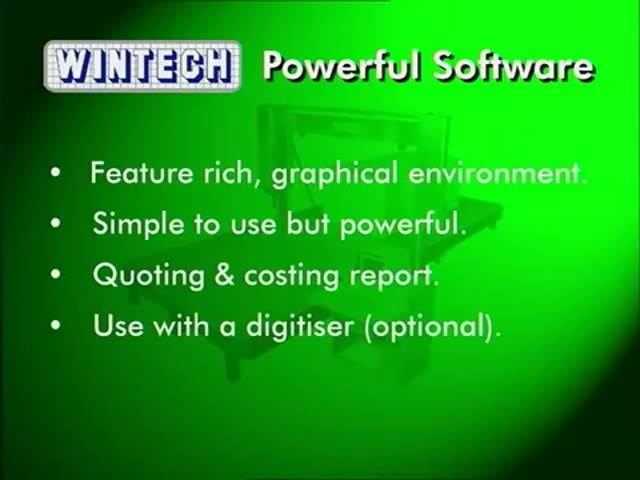 WINTECH Powerful Software
• Feature rich, graphical environment.
• Simple to use but powerful.
• Quoting & costing report.
• Use with a digitiser (optional).